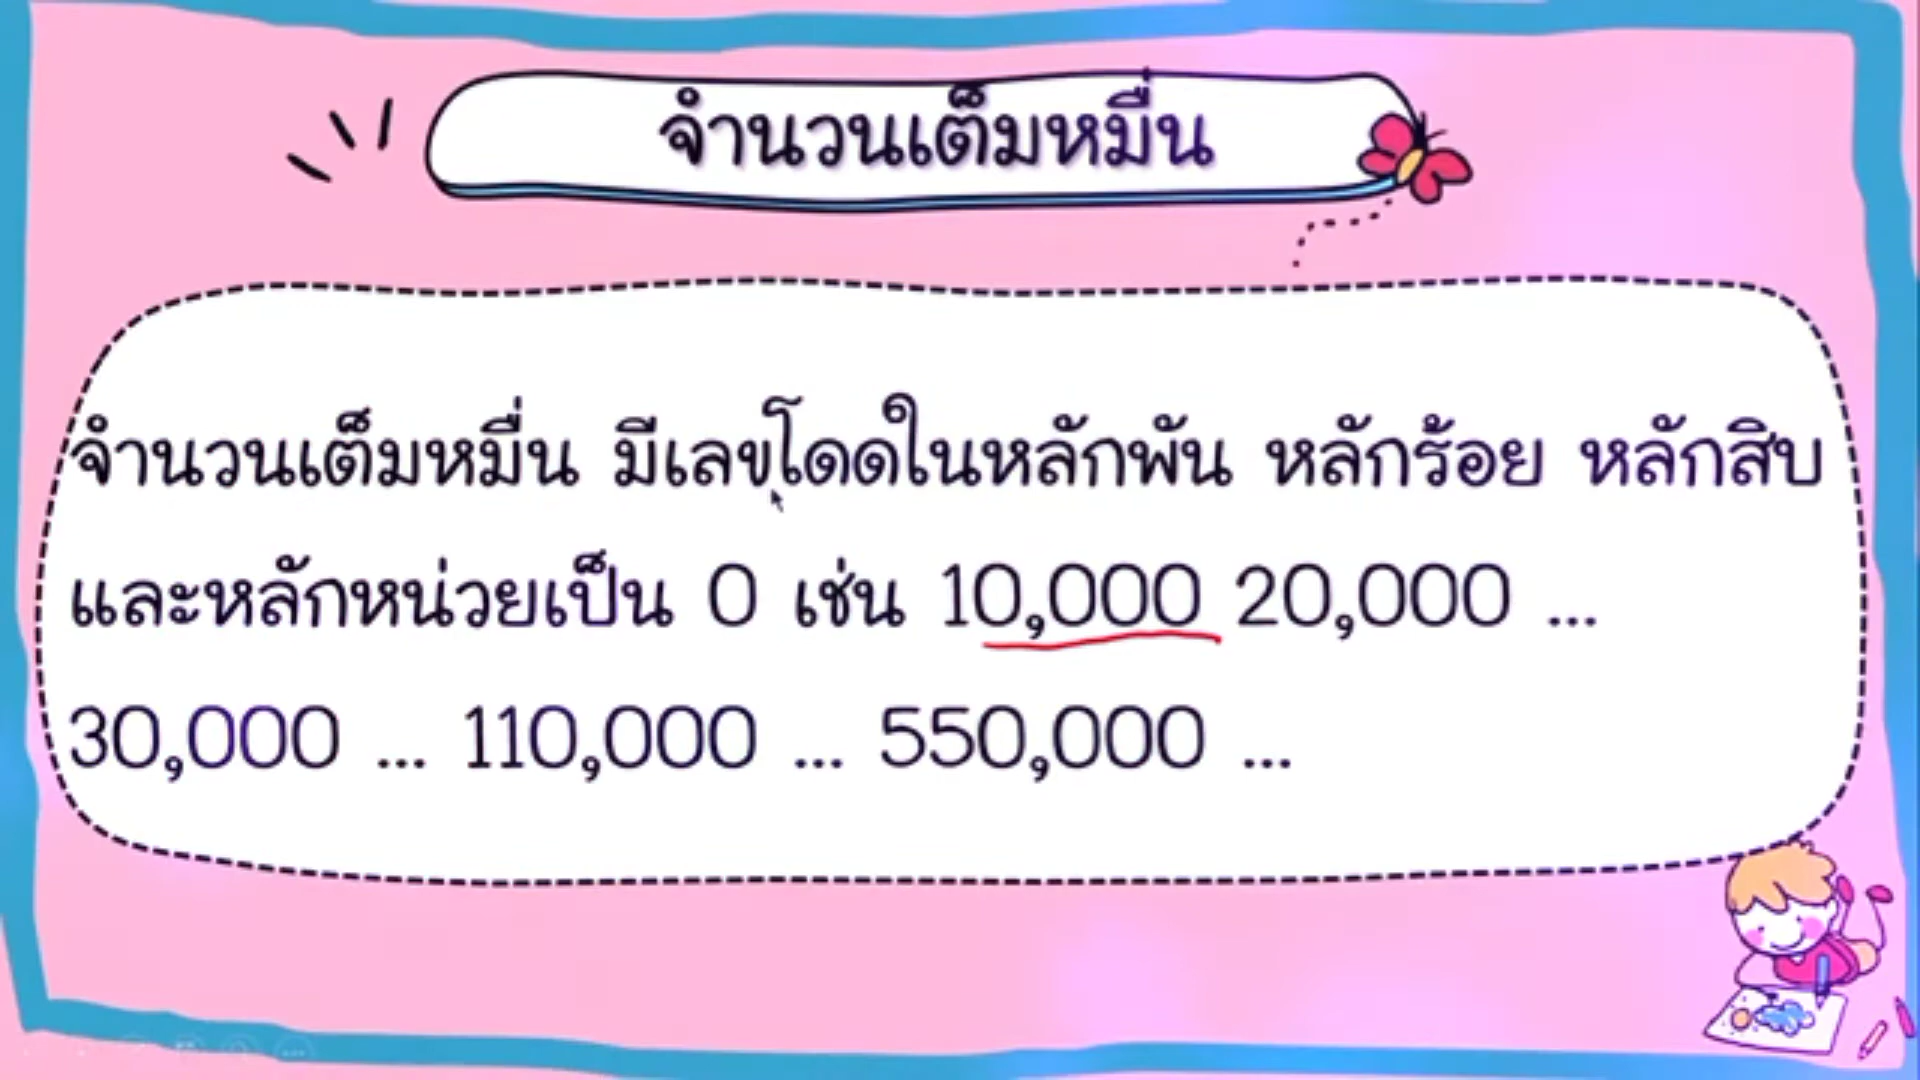 จำนวนเต็มหมื่น
จำนวนเต็มหมื่น มีเลขโดดในหลักพัน หลักร้อย หลักสิบ
และหลักหน่วยเป็น 0 เช่น 10,000 20,000 ...
30,000 ... 110,000 ... 550,000 ...